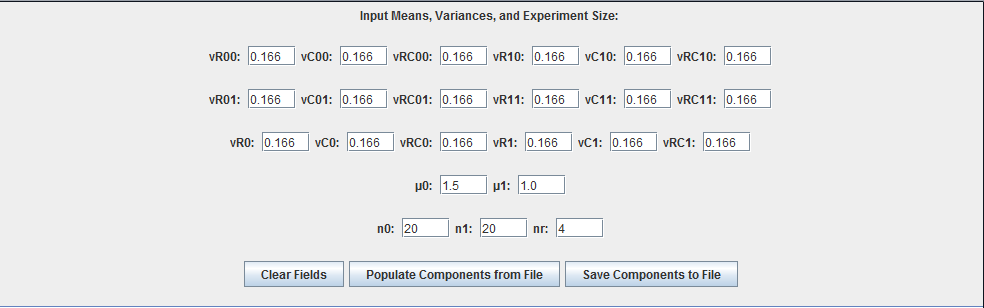 Input Means, Variances, and Experiment Size:
vR00: 0.166 vC00: 0.166 vRC00: 0.166 vR10: 0.166 vC10: 0.166 vRC10: 0.166
vR01: 0.166 vC01: 0.166 vRC01: 0.166 vR11: 0.166 vC11: 0.166 vRC11: 0.166
vR0: 0.166 vC0: 0.166 vRC0: 0.166 vR1: 0.166 vC1: 0.166 vRC1: 0.166
μ0: 1.5 μ1: 1.0
n0: 20 n1: 20 nr: 4
Clear Fields Populate Components from File Save Components to File